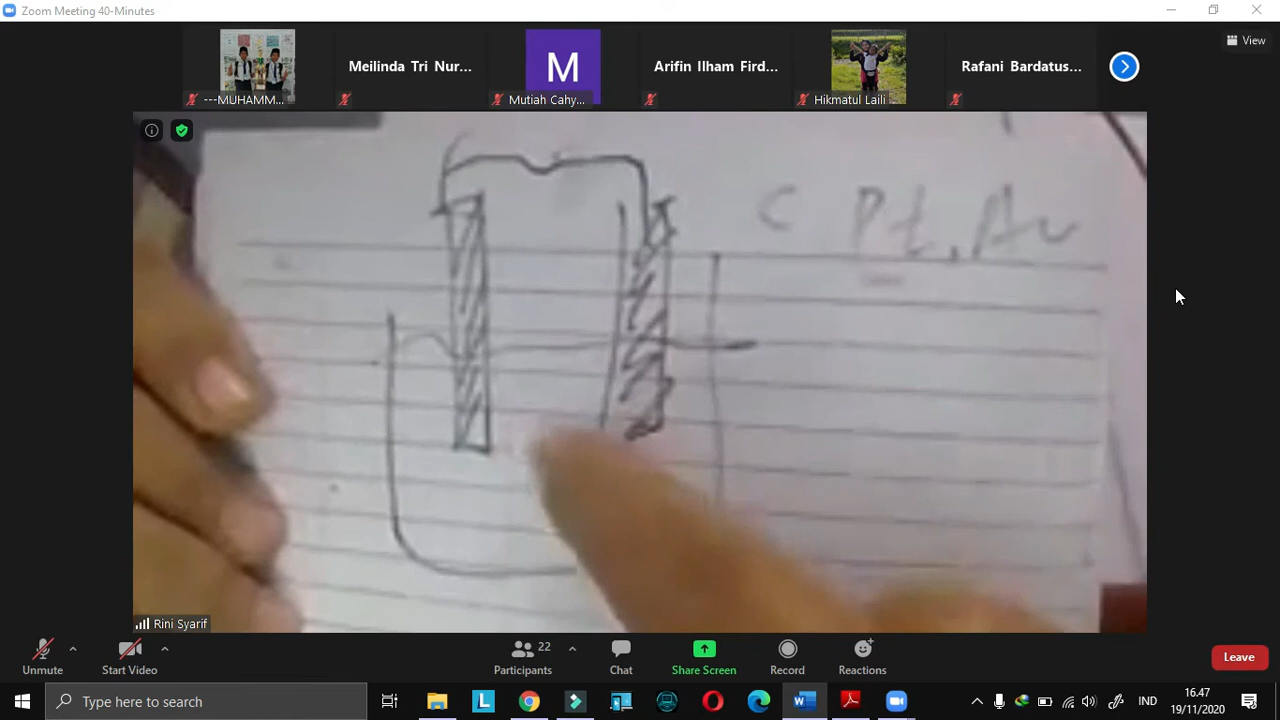 Zoom Meeting 40-Minutes
View
Meilinda Tri Nur...
M
Arifin Ilham Fird...
Rafani Bardatus...
---MUHAMM...
Mutiah Cahy...
Hikmatul Laili
C Pt, Au
Rini Syarif
22
Unmute
Start Video
Participants
Chat
Share Screen
Record
Reactions
Leave
Type here to search
L
W
IND
16.47
19/11/2020